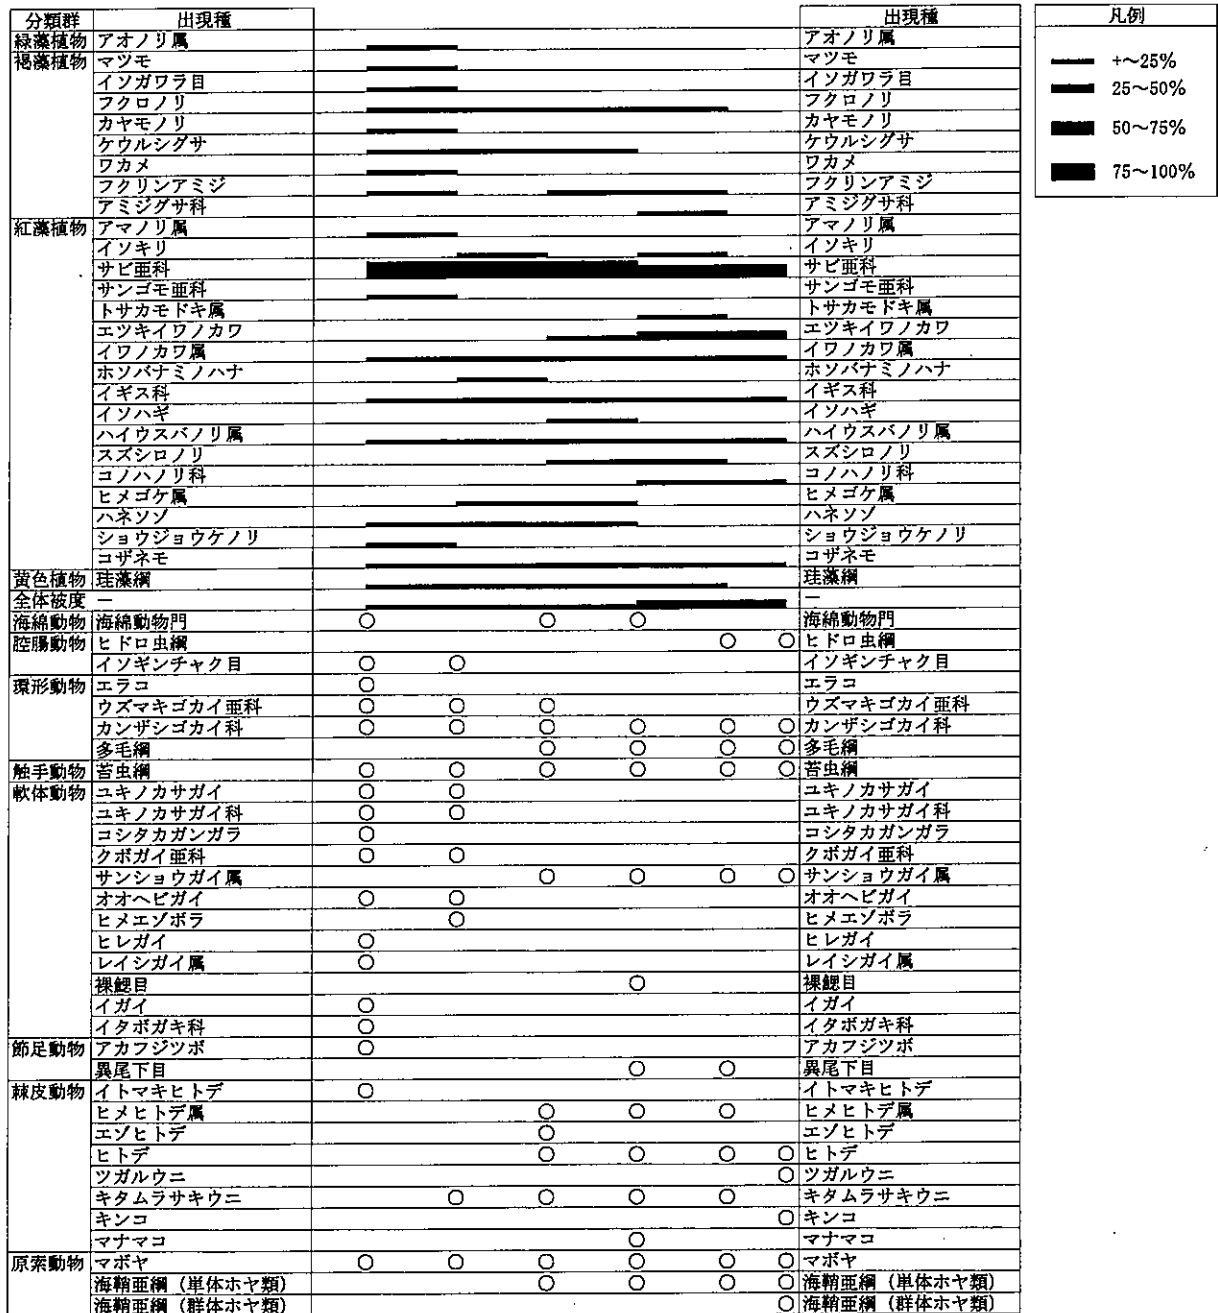 分類群 出現種 出現種
緑藻植物 アオノリ属 アオノリ属
褐藻植物 マツモ マツモ
イソガワラ目 イソガワラ目
フクロノリ フクロノリ
カヤモノリ カヤモノリ
ケウルシグサ ケウルシグサ
ワカメ ワカメ
フクリンアミジ フクリンアミジ
アミジグサ科 アミジグサ科
紅藻植物 アマノリ属 アマノリ属
イソキリ イソキリ
サビ亜科 サビ亜科
サンゴモ亜科 サンゴモ亜科
トサカモドキ属 トサカモドキ属
エツキイワノカワ エツキイワノカワ
イワノカワ属 イワノカワ属
ホソバナミノハナ ホソバナミノハナ
イギス科 イギス科
イソハギ イソハギ
ハイウスバノリ属 ハイウスバノリ属
スズシロノリ スズシロノリ
コノハノリ科 コノハノリ科
ヒメゴケ属 ヒメゴケ属
ハネソゾ ハネソゾ
ショウジョウケノリ ショウジョウケノリ
コザネモ コザネモ
黄色植物 珪藻綱 珪藻綱
全体被度 − −
海綿動物 海綿動物門 ○ ○ ○ 海綿動物門
腔腸動物 ヒドロ虫綱 ○ ○ ヒドロ虫綱
イソギンチャク目 ○ ○ イソギンチャク目
環形動物 エラコ ○ エラコ
ウズマキゴカイ亜科 ○ ○ ○ ウズマキゴカイ亜科
カンザシゴカイ科 ○ ○ ○ ○ ○ ○ カンザシゴカイ科
多毛綱 ○ ○ ○ ○ 多毛綱
触手動物 苔虫綱 ○ ○ ○ ○ ○ ○ 苔虫綱
軟体動物 ユキノカサガイ ○ ○ ユキノカサガイ
ユキノカサガイ科 ○ ○ ユキノカサガイ科
コシタカガンガラ ○ コシタカガンガラ
クボガイ亜科 ○ ○ クボガイ亜科
サンショウガイ属 ○ ○ ○ ○ サンショウガイ属
オオヘビガイ ○ ○ オオヘビガイ
ヒメエゾボラ ○ ヒメエゾボラ
ヒレガイ ○ ヒレガイ
レイシガイ属 ○ レイシガイ属
裸鰓目 ○ 裸鰓目
イガイ ○ イガイ
イタボガキ科 ○ イタボガキ科
節足動物 アカフジツボ ○ アカフジツボ
異尾下目 ○ ○ 異尾下目
棘皮動物 イトマキヒトデ ○ イトマキヒトデ
ヒメヒトデ属 ○ ○ ○ ヒメヒトデ属
エゾヒトデ ○ エゾヒトデ
ヒトデ ○ ○ ○ ○ ヒトデ
ツガルウニ ○ ツガルウニ
キタムラサキウニ ○ ○ ○ ○ キタムラサキウニ
キンコ ○ キンコ
マナマコ ○ マナマコ
原索動物 マボヤ ○ ○ ○ ○ ○ ○ マボヤ
海鞘亜綱（単体ホヤ類） ○ ○ ○ ○ 海鞘亜綱（単体ホヤ類）
海鞘亜綱（群体ホヤ類） ○ 海鞘亜綱（群体ホヤ類）
凡例
+～25%
25～50%
50～75%
75～100%